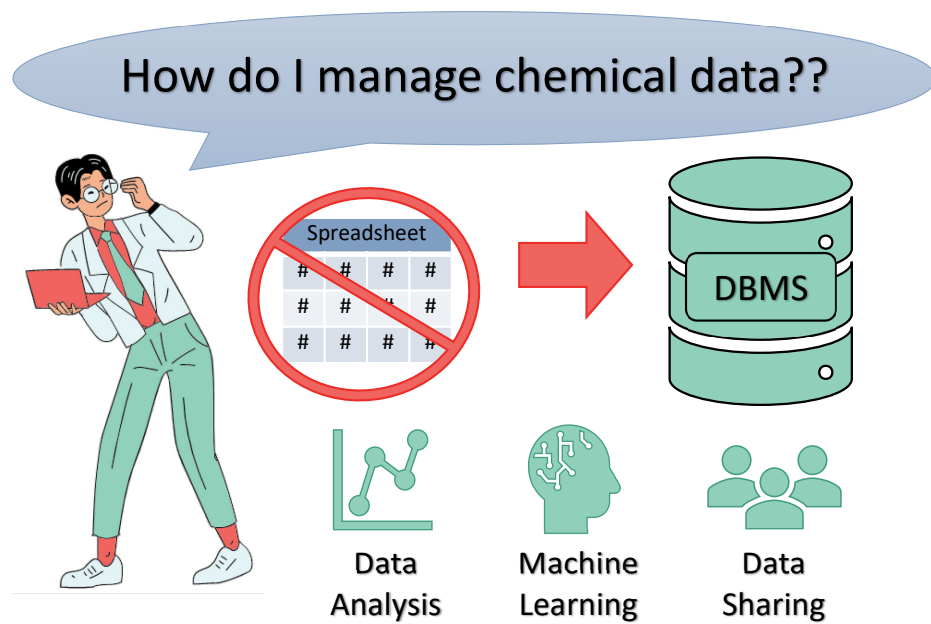 How do I manage chemical data??
Spreadsheet
# # # #
# # # #
# # # #
DBMS
Data
Analysis
Machine
Learning
Data
Sharing